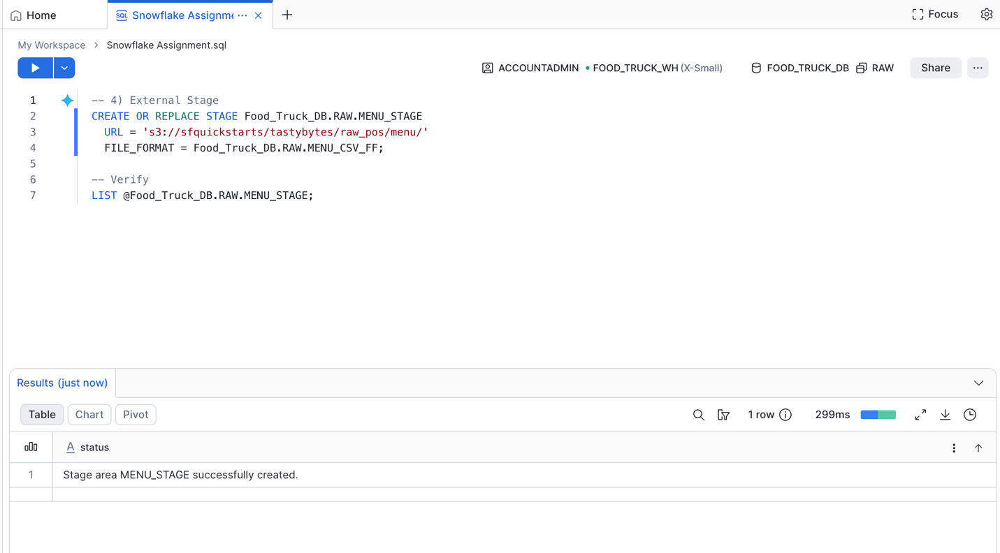 Home
SQL Snowflake Assignme ··· ×
Focus
My Workspace > Snowflake Assignment.sql
ACCOUNTADMIN • FOOD_TRUCK_WH (X-Small) FOOD_TRUCK_DB RAW Share ···
1 -- 4) External Stage
2 CREATE OR REPLACE STAGE Food_Truck_DB.RAW.MENU_STAGE
3 URL = 's3://sfquickstarts/tastybytes/raw_pos/menu/'
4 FILE_FORMAT = Food_Truck_DB.RAW.MENU_CSV_FF;
5
6 -- Verify
7 LIST @Food_Truck_DB.RAW.MENU_STAGE;
Results (just now)
Table Chart Pivot 1 row 299ms
A status
1 Stage area MENU_STAGE successfully created.